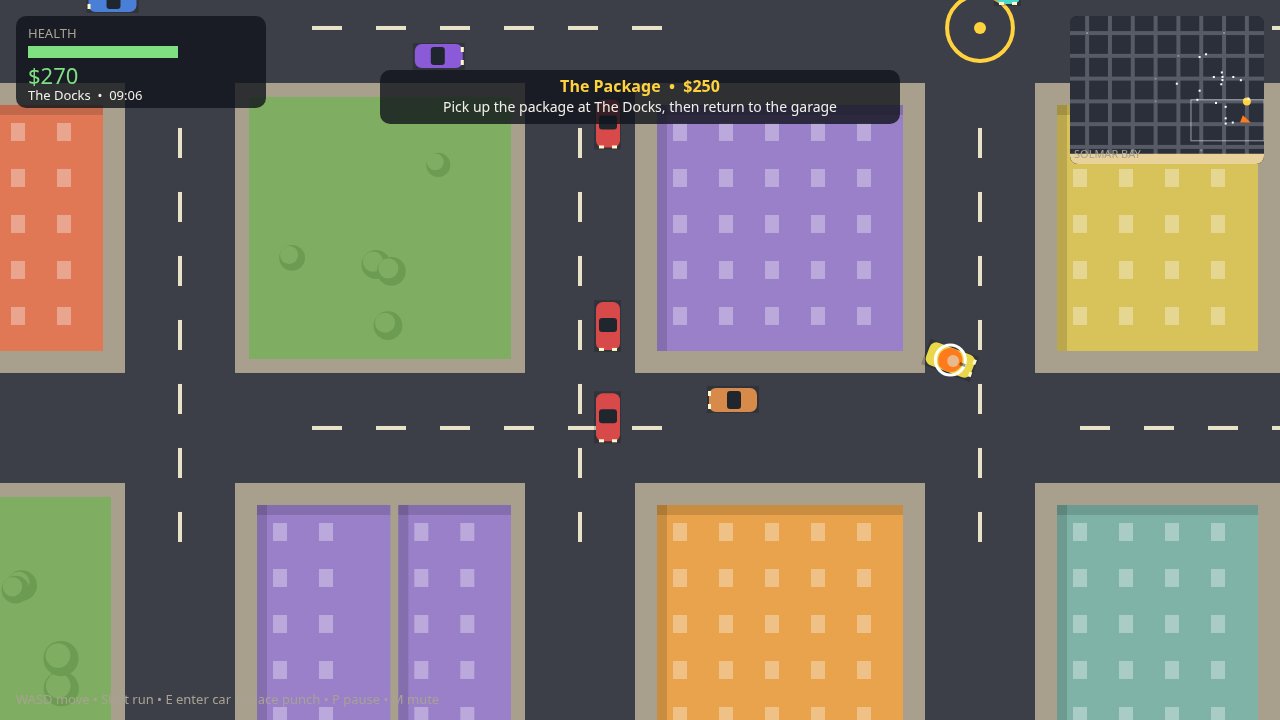 HEALTH
$270
The Docks • 09:06
The Package • $250
Pick up the package at The Docks, then return to the garage
SOLMAR BAY
WASD move • Shift run • E enter car • Space punch • P pause • M mute